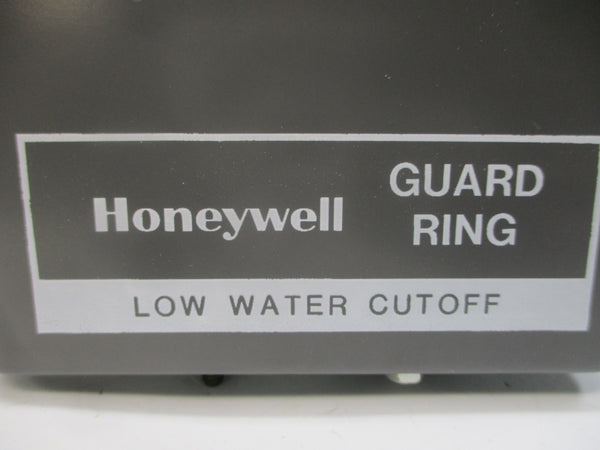 Honeywell
GUARD
RING
LOW WATER CUTOFF